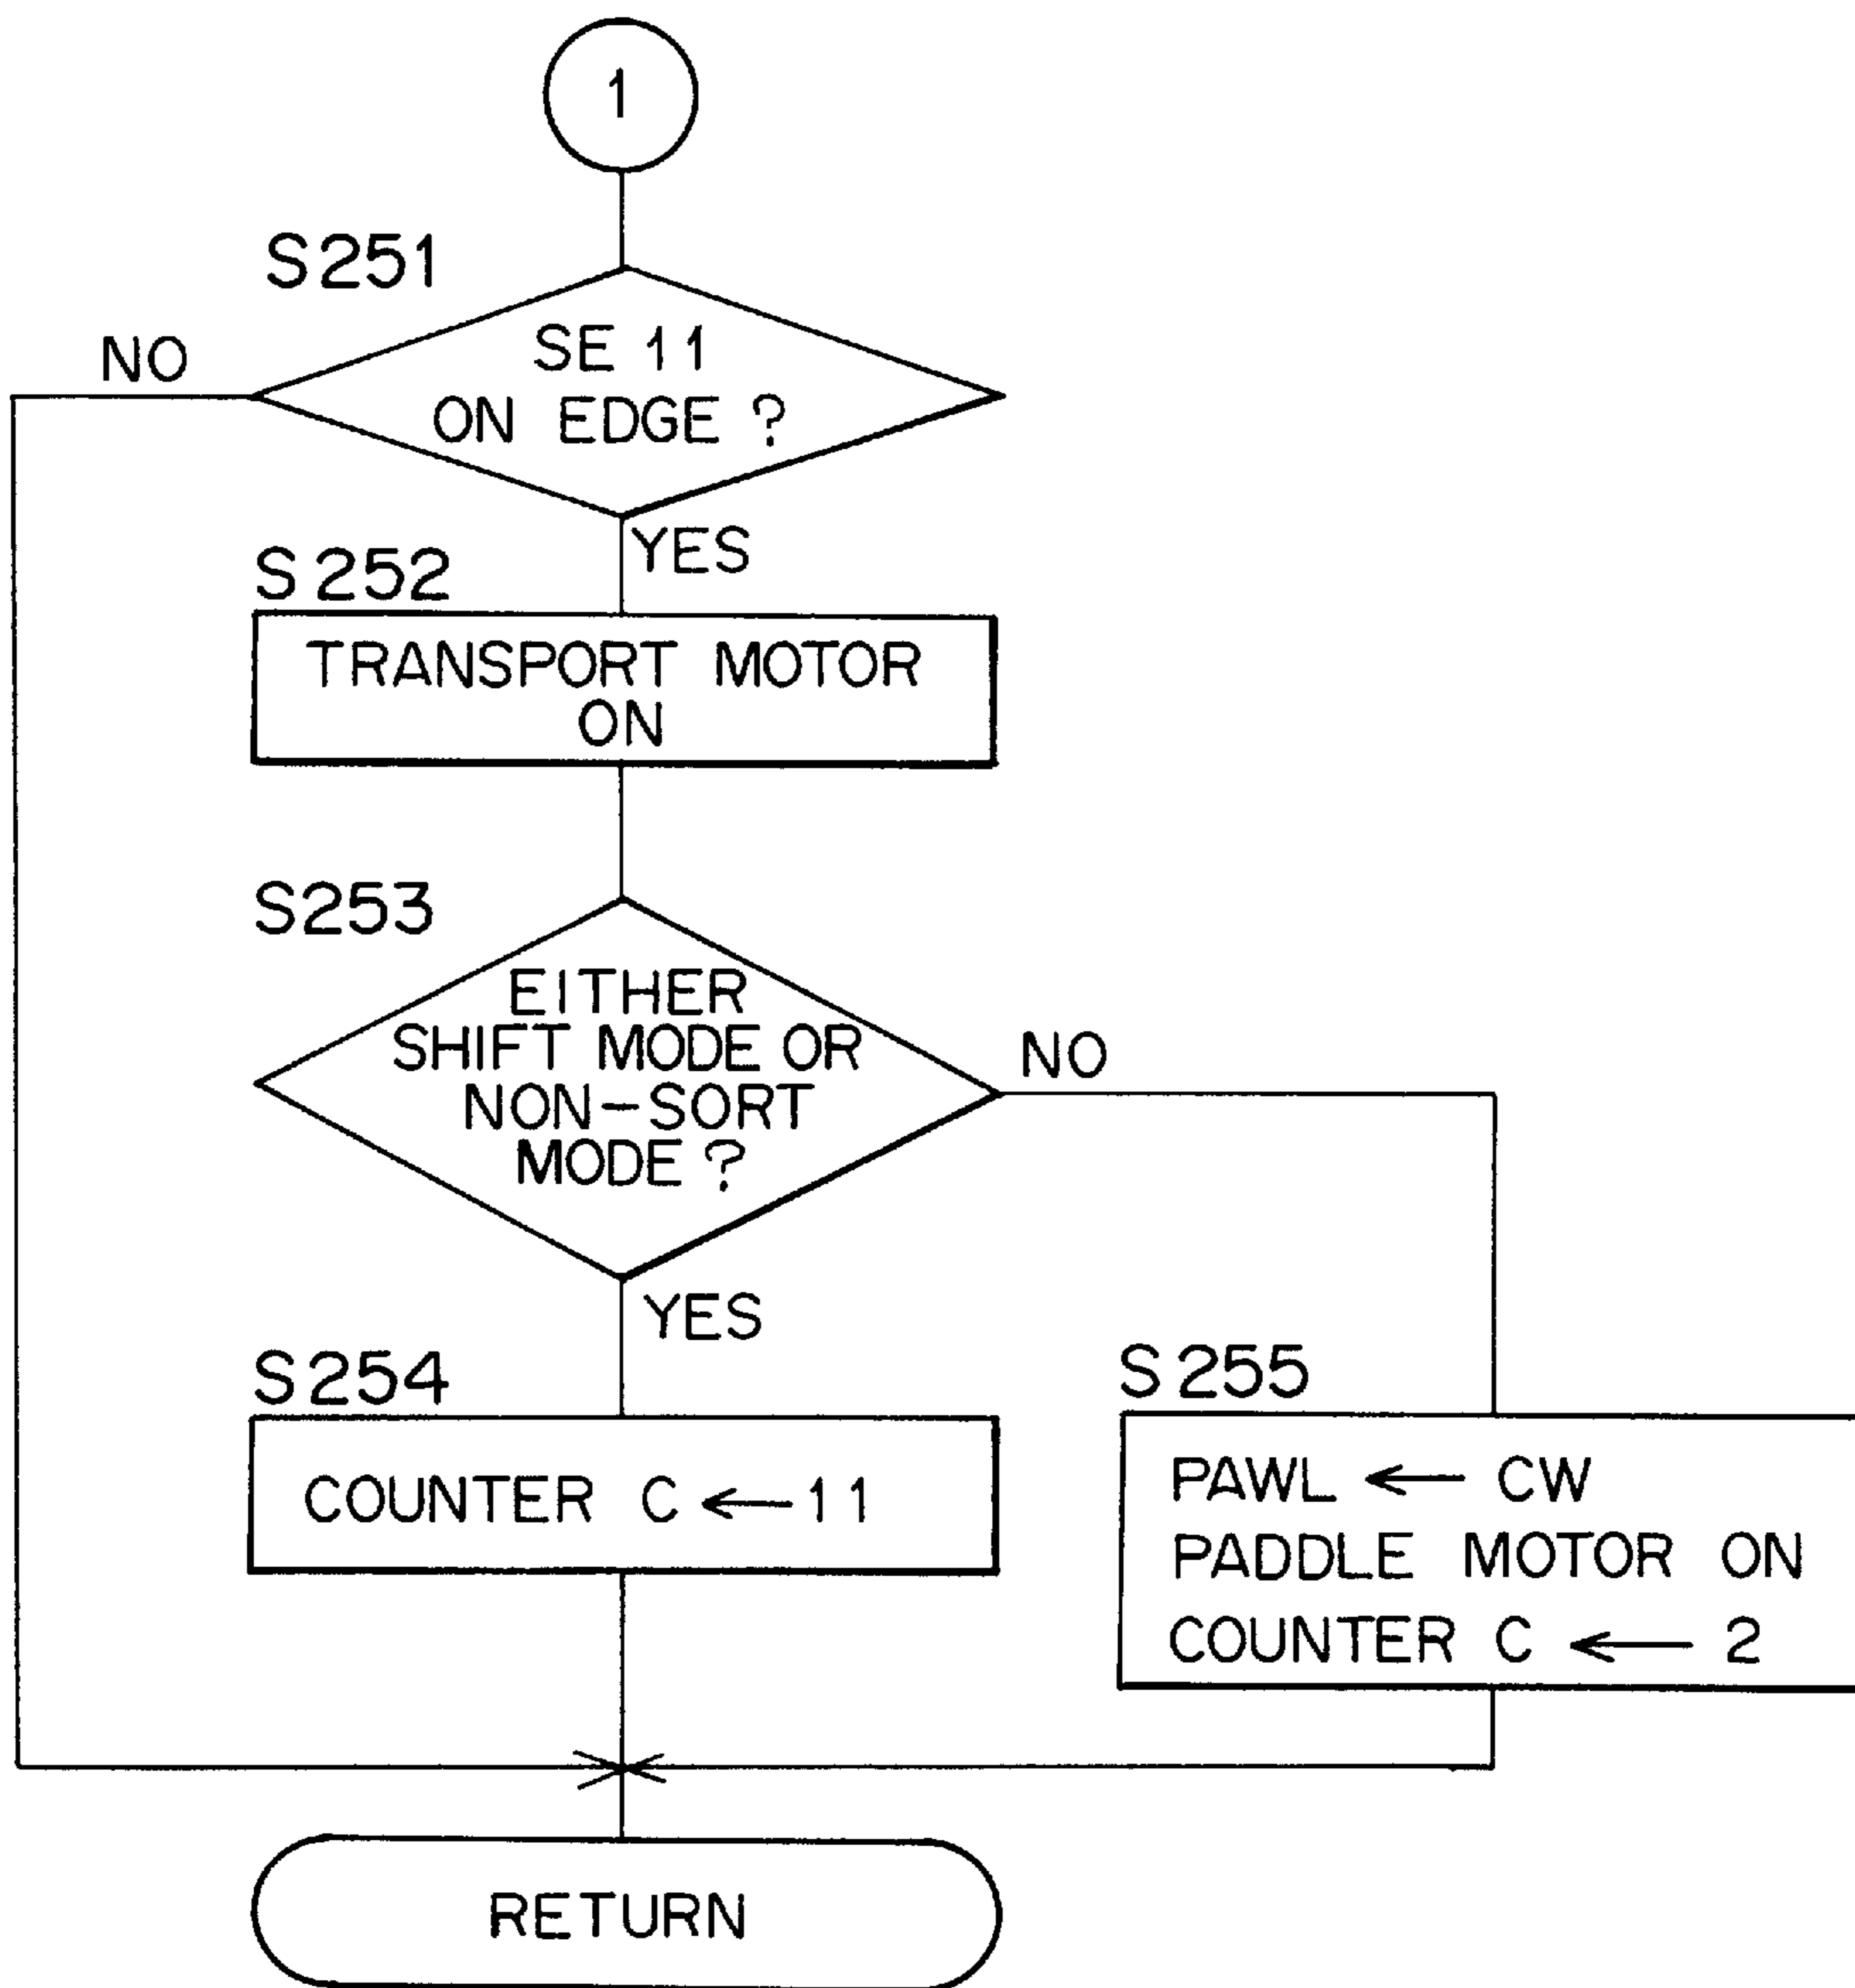 1
S251
SE 11
ON EDGE ?
NO
YES
S252
TRANSPORT MOTOR
ON
S253
EITHER
SHIFT MODE OR
NON-SORT
MODE ?
NO
YES
S254
COUNTER C ← 11
S255
PAWL ← CW
PADDLE MOTOR ON
COUNTER C ← 2
RETURN